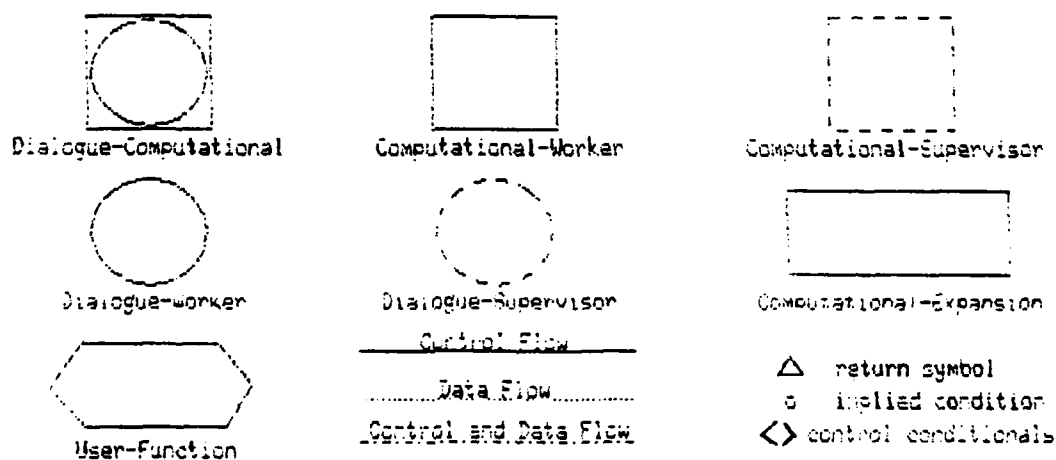 Dialogue-Computational
Computational-Worker
Computational-Supervisor
Dialogue-Worker
Dialogue-Supervisor
Computational-Expansion
Control Flow
Data Flow
Control and Data Flow
User-Function
return symbol
implied condition
control conditionals